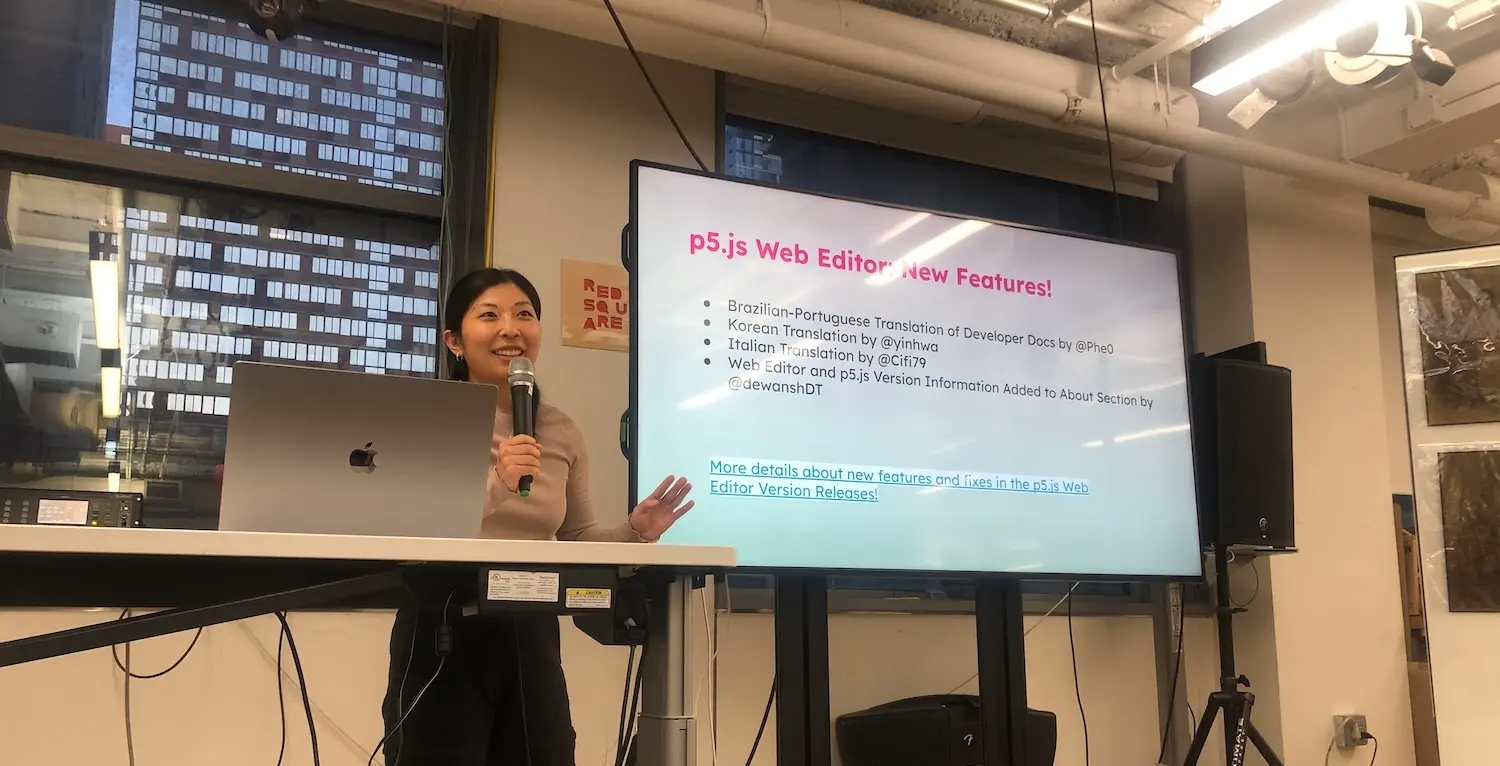 p5.js Web Editor: New Features!
RED
SQU
ARE
Brazilian-Portuguese Translation of Developer Docs by @Phe0
Korean Translation by @yinhwa
Italian Translation by @Cifi79
Web Editor and p5.js Version Information Added to About Section by
@dewanshDT
More details about new features and fixes in the p5.js Web
Editor Version Releases!
CAUTION